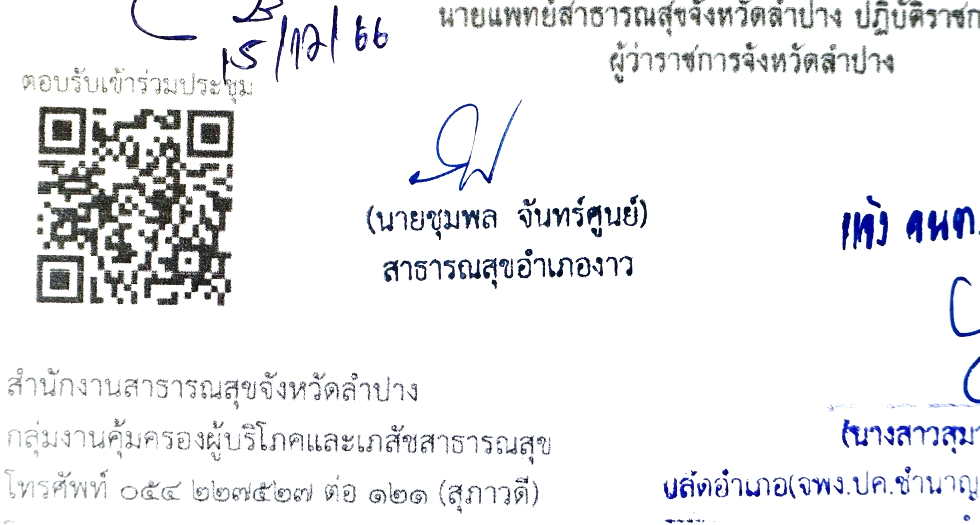 15/12/66
นายแพทย์สาธารณสุขจังหวัดลำปาง ปฏิบัติราชก
ผู้ว่าราชการจังหวัดลำปาง
ตอบรับเข้าร่วมประชุม
(นายชุมพล จันทร์ศูนย์)
สาธารณสุขอำเภองาว
แจ้ง
สำนักงานสาธารณสุขจังหวัดลำปาง
กลุ่มงานคุ้มครองผู้บริโภคและเภสัชสาธารณสุข
โทรศัพท์ ๐๕๔ ๒๒๗๕๒๗ ต่อ ๑๒๑ (สุภาวดี)
(นางสาวสุมา
ปลัดอำเภอ(จพง.ปค.ชำนาญ